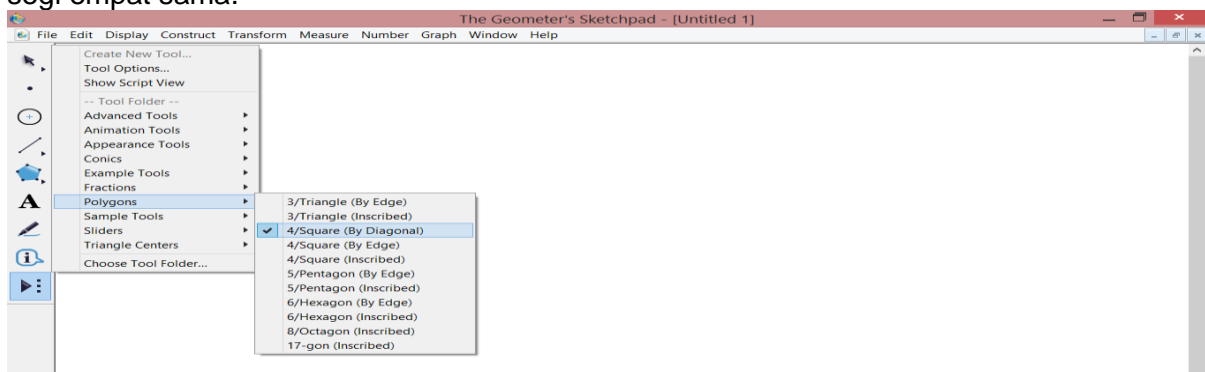 segi empat sama.
The Geometer's Sketchpad - [Untitled 1]
File Edit Display Construct Transform Measure Number Graph Window Help
Create New Tool...
Tool Options...
Show Script View
-- Tool Folder --
Advanced Tools
Animation Tools
Appearance Tools
Conics
Example Tools
Fractions
Polygons
Sample Tools
Sliders
Triangle Centers
Choose Tool Folder...
3/Triangle (By Edge)
3/Triangle (Inscribed)
4/Square (By Diagonal)
4/Square (By Edge)
4/Square (Inscribed)
5/Pentagon (By Edge)
5/Pentagon (Inscribed)
6/Hexagon (By Edge)
6/Hexagon (Inscribed)
8/Octagon (Inscribed)
17-gon (Inscribed)
A
i